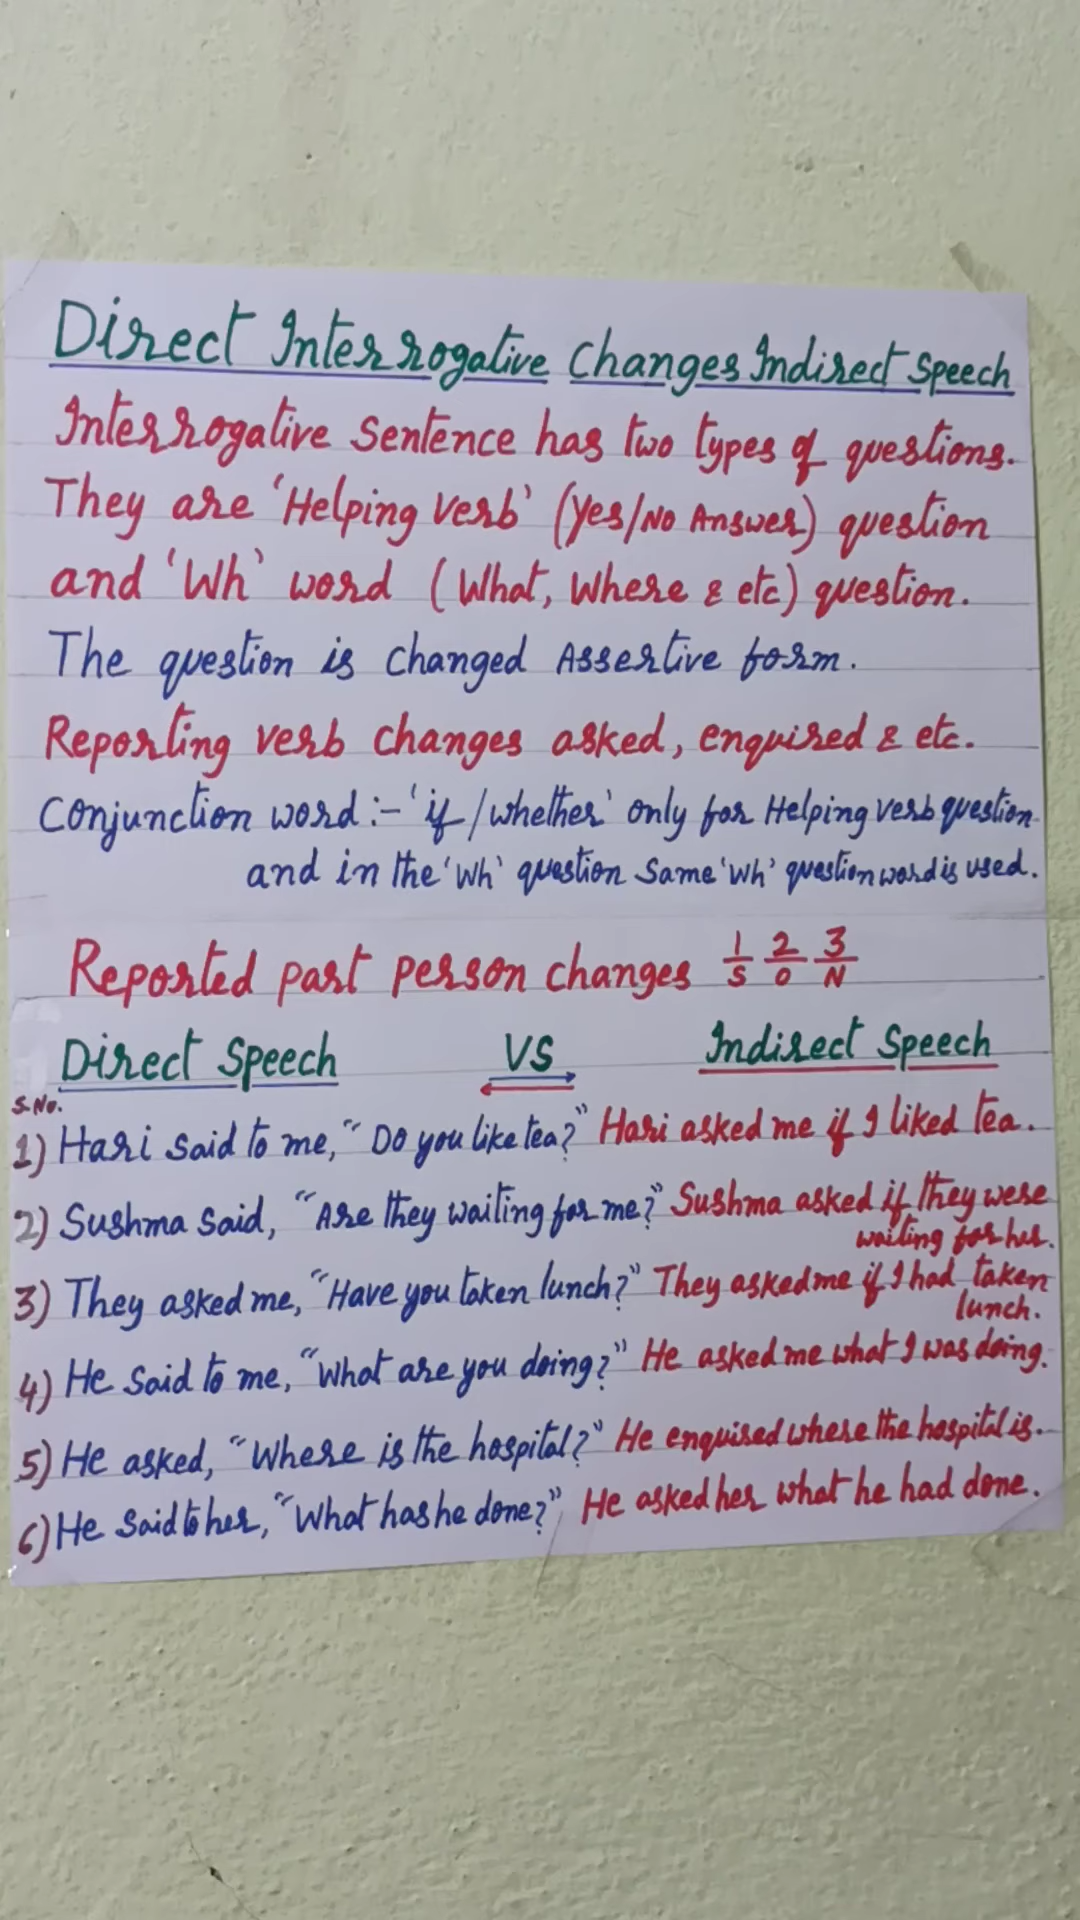 Direct Interrogative Changes Indirect Speech
Interrogative Sentence has two types of questions.
They are 'Helping Verb' (Yes/No Answer) question
and 'Wh' word (What, Where & etc) question.
The question is changed Assertive form.
Reporting verb changes asked, enquired & etc.
Conjunction word :- 'if/whether' only for Helping verb question
and in the 'Wh' question Same 'Wh' question word is used.
Reported part person changes 1/S 2/O 3/N
Direct Speech VS Indirect Speech
S.No.
1) Hari said to me, "Do you like tea?" Hari asked me if I liked tea.
2) Sushma said, "Are they waiting for me?" Sushma asked if they were
waiting for her.
3) They asked me, "Have you taken lunch?" They asked me if I had taken
lunch.
4) He said to me, "What are you doing?" He asked me what I was doing.
5) He asked, "Where is the hospital?" He enquired where the hospital is.
6) He said to her, "What has he done?" He asked her what he had done.